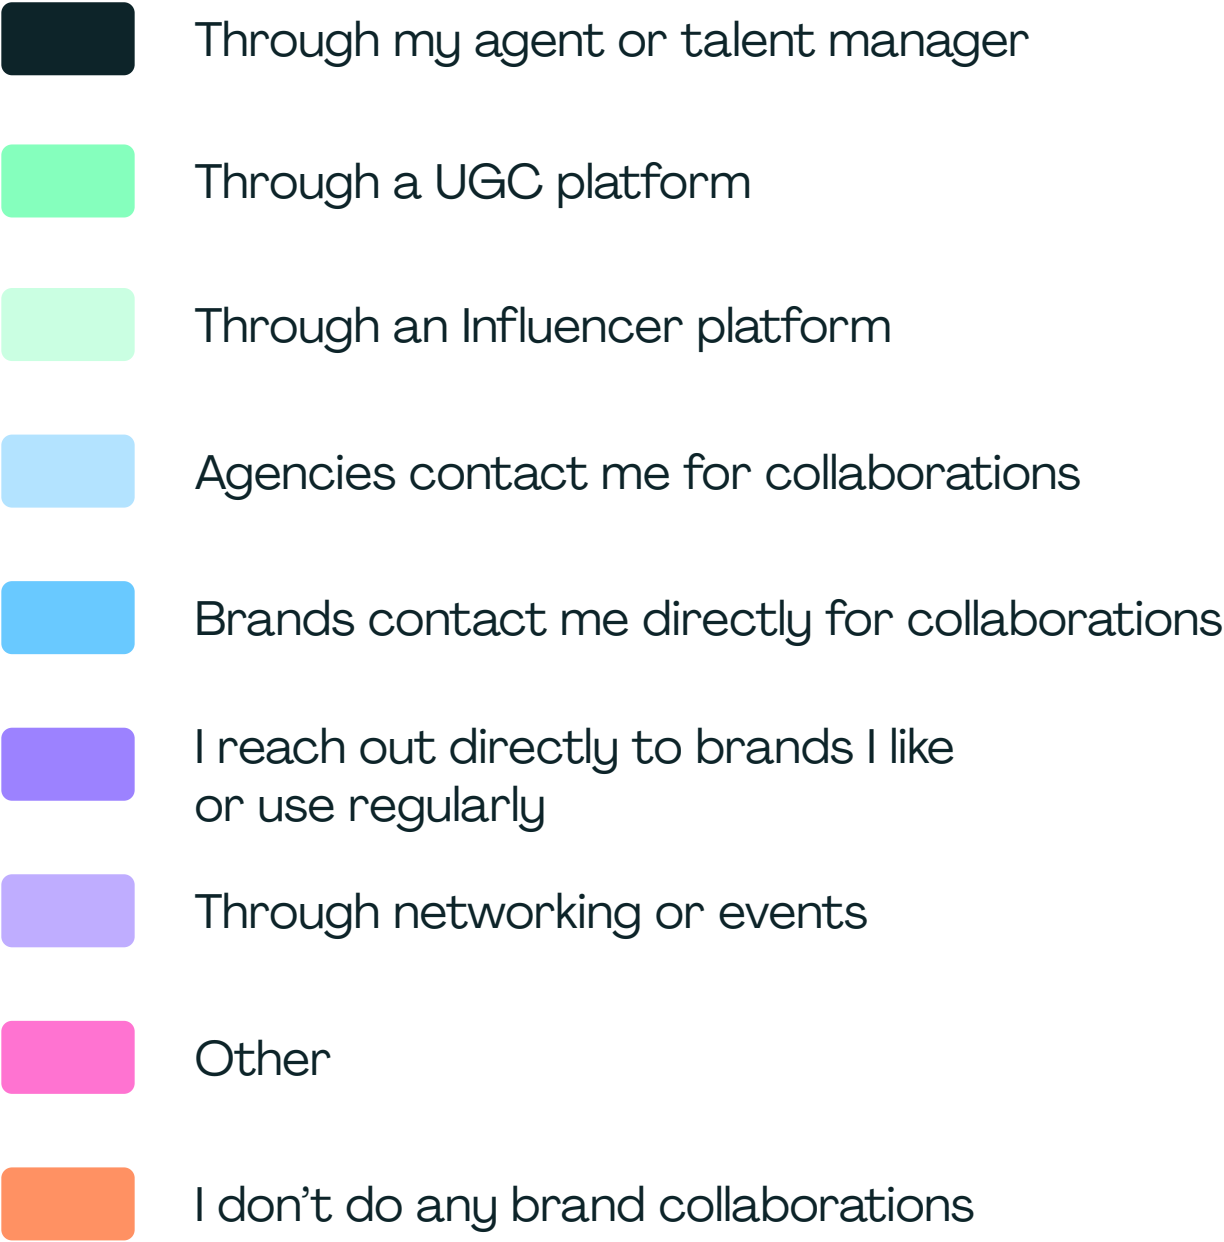 Through my agent or talent manager
Through a UGC platform
Through an Influencer platform
Agencies contact me for collaborations
Brands contact me directly for collaborations
I reach out directly to brands I like
or use regularly
Through networking or events
Other
I don’t do any brand collaborations